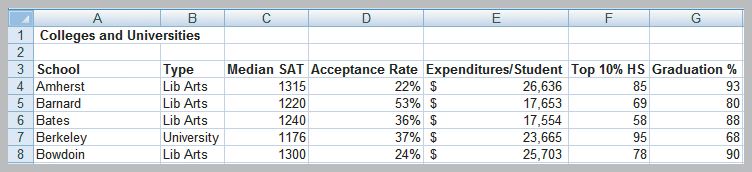 A B C D E F G
1 Colleges and Universities
2
3 School Type Median SAT Acceptance Rate Expenditures/Student Top 10% HS Graduation %
4 Amherst Lib Arts 1315 22% $ 26,636 85 93
5 Barnard Lib Arts 1220 53% $ 17,653 69 80
6 Bates Lib Arts 1240 36% $ 17,554 58 88
7 Berkeley University 1176 37% $ 23,665 95 68
8 Bowdoin Lib Arts 1300 24% $ 25,703 78 90